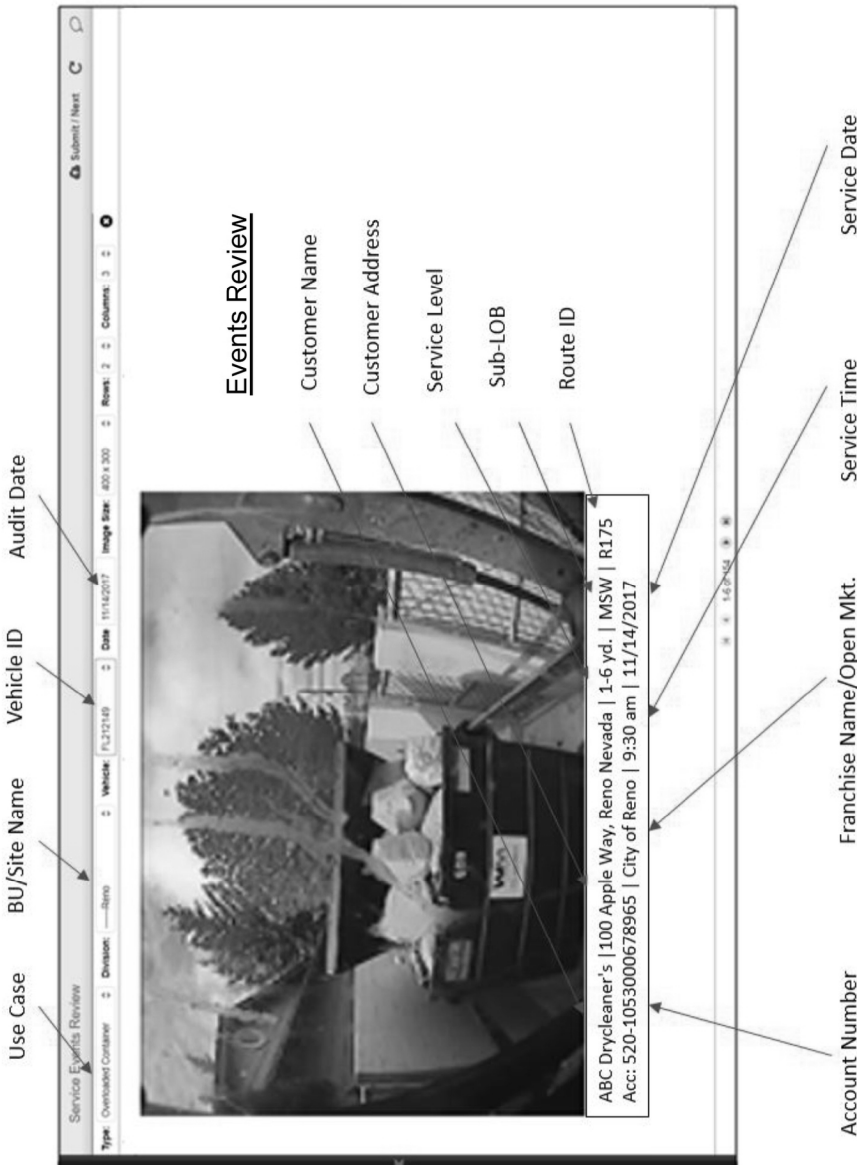 Use Case
BU/Site Name
Vehicle ID
Audit Date
Service Events Review
Submit / Next
Type: Overloaded Container Division: ----Reno Vehicle: FL212149 Date 11/14/2017 Image Size: 400 x 300 Rows: 2 Columns: 3
Events Review
Customer Name
Customer Address
Service Level
Sub-LOB
Route ID
ABC Drycleaner's |100 Apple Way, Reno Nevada | 1-6 yd. | MSW | R175
Acc: 520-1053000678965 | City of Reno | 9:30 am | 11/14/2017
1-6 of 154
Account Number
Franchise Name/Open Mkt.
Service Time
Service Date